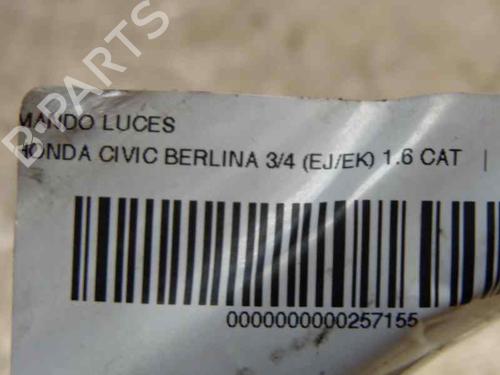 MANDO LUCES
HONDA CIVIC BERLINA 3/4 (EJ/EK) 1.6 CAT |
0000000000257155
B-PARTS